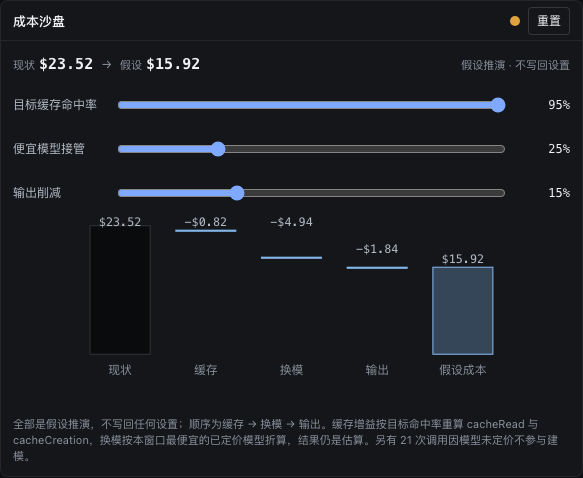 成本沙盘 重置
现状 $23.52 → 假设 $15.92 假设推演 · 不写回设置
目标缓存命中率 95%
便宜模型接管 25%
输出削减 15%
$23.52 −$0.82 −$4.94
−$1.84
$15.92
现状 缓存 换模 输出 假设成本
全部是假设推演，不写回任何设置；顺序为缓存 → 换模 → 输出。缓存增益按目标命中率重算 cacheRead 与
cacheCreation，换模按本窗口最便宜的已定价模型折算，结果仍是估算。另有 21 次调用因模型未定价不参与建
模。